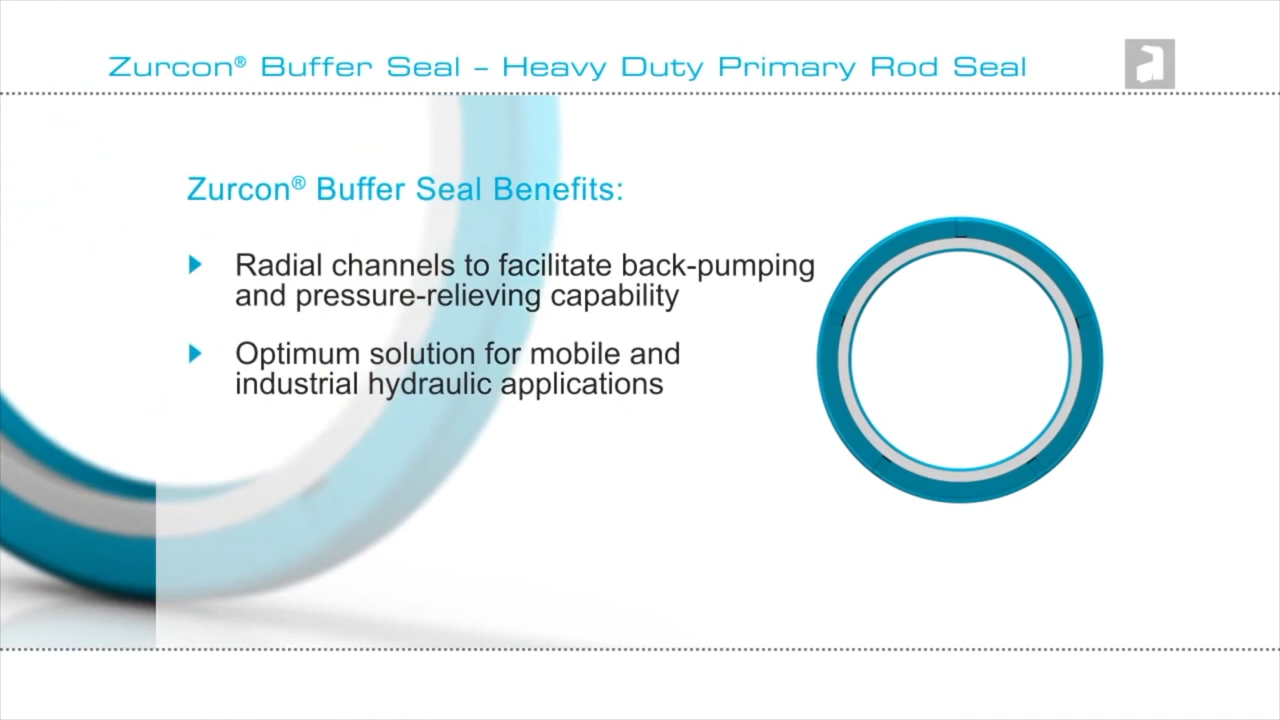 Zurcon® Buffer Seal – Heavy Duty Primary Rod Seal
a
Zurcon® Buffer Seal Benefits:
Radial channels to facilitate back-pumping
and pressure-relieving capability
Optimum solution for mobile and
industrial hydraulic applications